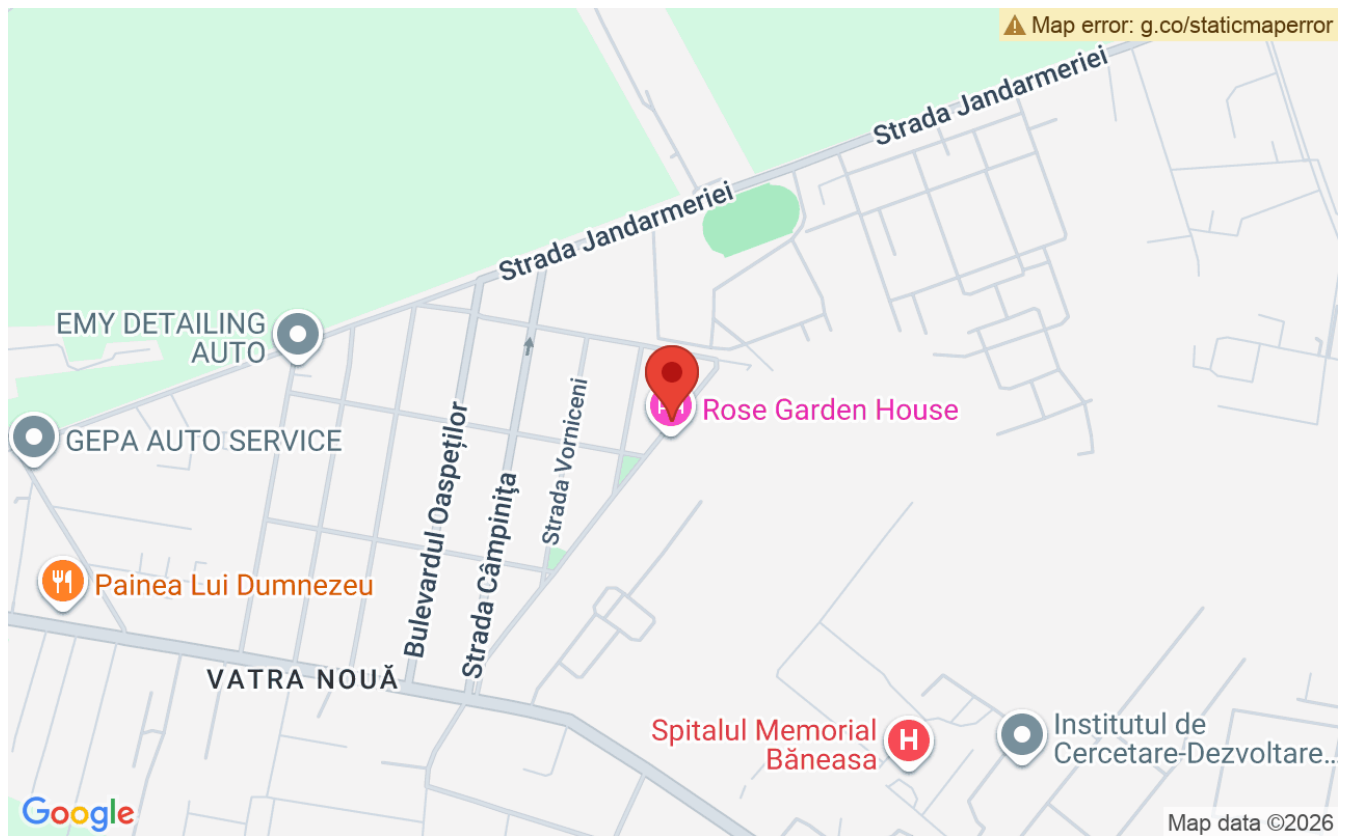 Map error: g.co/staticmaperror
Strada Jandarmeriei
Strada Jandarmeriei
EMY DETAILING
AUTO
GEPA AUTO SERVICE
Rose Garden House
Bulevardul Oaspeților
Strada Câmpinița
Strada Vorniceni
Painea Lui Dumnezeu
VATRA NOUĂ
Spitalul Memorial
Băneasa
H
Institutul de
Cercetare-Dezvoltare...
Google
Map data ©2026